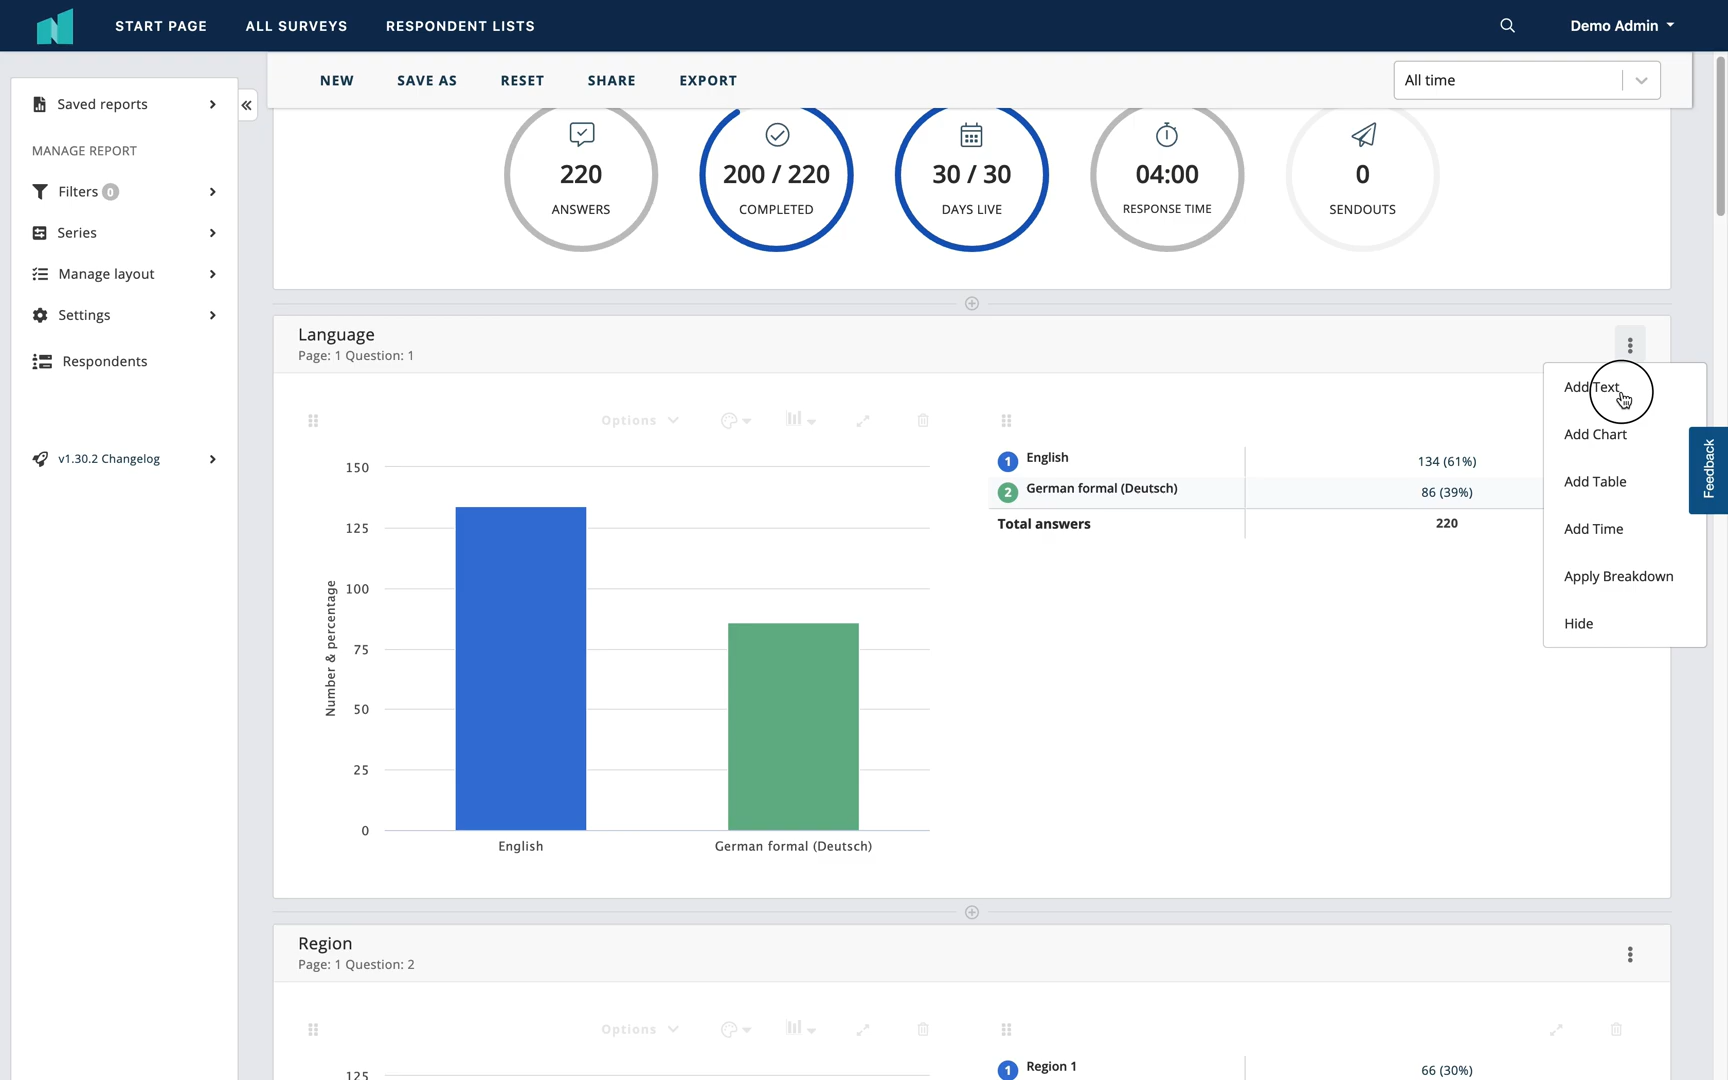 START PAGE
ALL SURVEYS
RESPONDENT LISTS
Demo Admin
NEW
SAVE AS
RESET
SHARE
EXPORT
All time
Saved reports
MANAGE REPORT
Filters 0
Series
Manage layout
Settings
Respondents
v1.30.2 Changelog
220
ANSWERS
200 / 220
COMPLETED
30 / 30
DAYS LIVE
04:00
RESPONSE TIME
0
SENDOUTS
Language
Page: 1 Question: 1
Options
150
125
100
75
50
25
0
Number & percentage
English
German formal (Deutsch)
1 English 134 (61%)
2 German formal (Deutsch) 86 (39%)
Total answers 220
Add Text
Add Chart
Add Table
Add Time
Apply Breakdown
Hide
Feedback
Region
Page: 1 Question: 2
Options
125
1 Region 1 66 (30%)